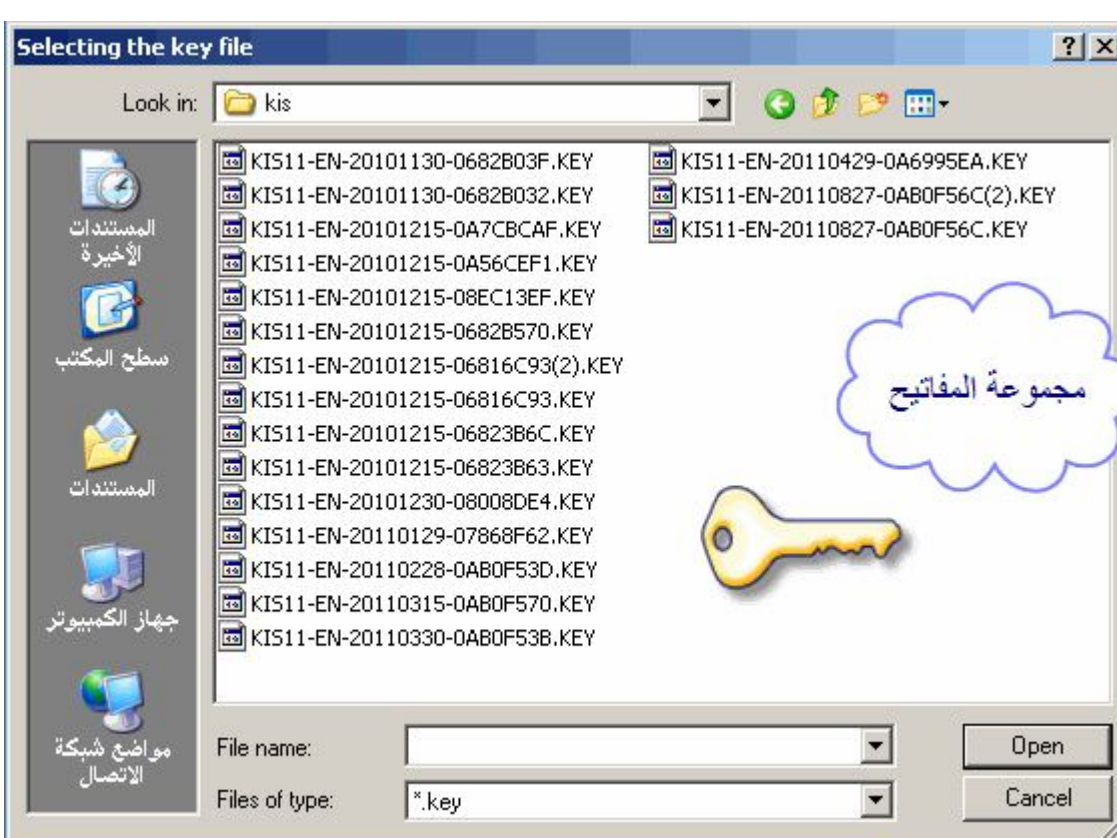 Selecting the key file
Look in: kis
المستندات
الأخيرة
سطح المكتب
المستندات
جهاز الكمبيوتر
مواضع شبكة
الاتصال
KIS11-EN-20101130-0682B03F.KEY
KIS11-EN-20101130-0682B032.KEY
KIS11-EN-20101215-0A7CBCAF.KEY
KIS11-EN-20101215-0A56CEF1.KEY
KIS11-EN-20101215-08EC13EF.KEY
KIS11-EN-20101215-0682B570.KEY
KIS11-EN-20101215-06816C93(2).KEY
KIS11-EN-20101215-06816C93.KEY
KIS11-EN-20101215-06823B6C.KEY
KIS11-EN-20101215-06823B63.KEY
KIS11-EN-20101230-08008DE4.KEY
KIS11-EN-20110129-07868F62.KEY
KIS11-EN-20110228-0AB0F53D.KEY
KIS11-EN-20110315-0AB0F570.KEY
KIS11-EN-20110330-0AB0F53B.KEY
KIS11-EN-20110429-0A6995EA.KEY
KIS11-EN-20110827-0AB0F56C(2).KEY
KIS11-EN-20110827-0AB0F56C.KEY
مجموعة المفاتيح
File name:
Open
Files of type: *.key
Cancel